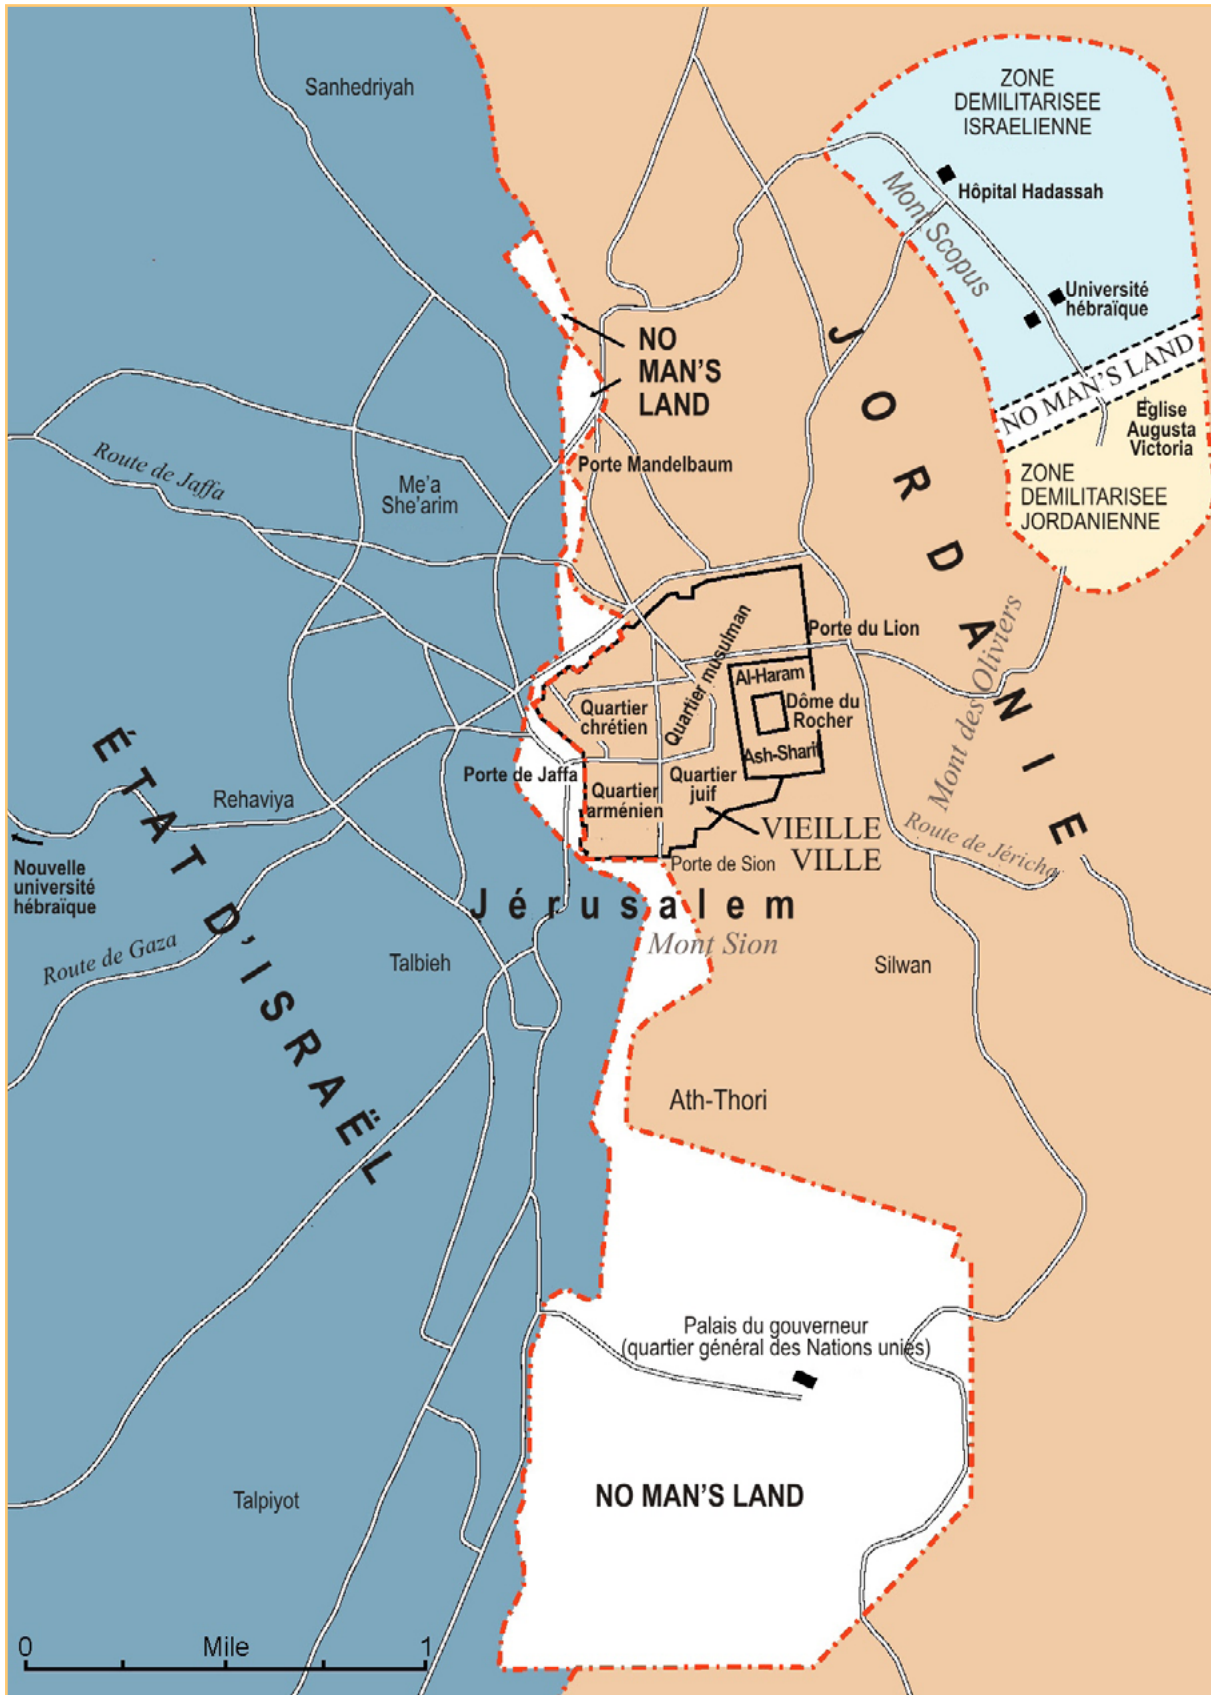 Sanhedriyah
ZONE
DEMILITARISEE
ISRAELIENNE
Hôpital Hadassah
Mont Scopus
Université
hébraïque
NO
MAN'S
LAND
NO MAN'S LAND
Eglise
Augusta
Victoria
ZONE
DEMILITARISEE
JORDANIENNE
JORDANIE
Route de Jaffa
Me'a
She'arim
Porte Mandelbaum
Porte du Lion
Mont des Oliviers
Quartier musulman
Al-Haram
Dôme du
Rocher
Ash-Sharif
Quartier
chrétien
Porte de Jaffa
Quartier
arménien
Quartier
juif
VIEILLE
VILLE
Porte de Sion
Route de Jéricho
ÉTAT D'ISRAËL
Rehaviya
Nouvelle
université
hébraïque
Jérusalem
Mont Sion
Route de Gaza
Talbieh
Silwan
Ath-Thori
Palais du gouverneur
(quartier général des Nations unies)
NO MAN'S LAND
Talpiyot
0 Mile 1